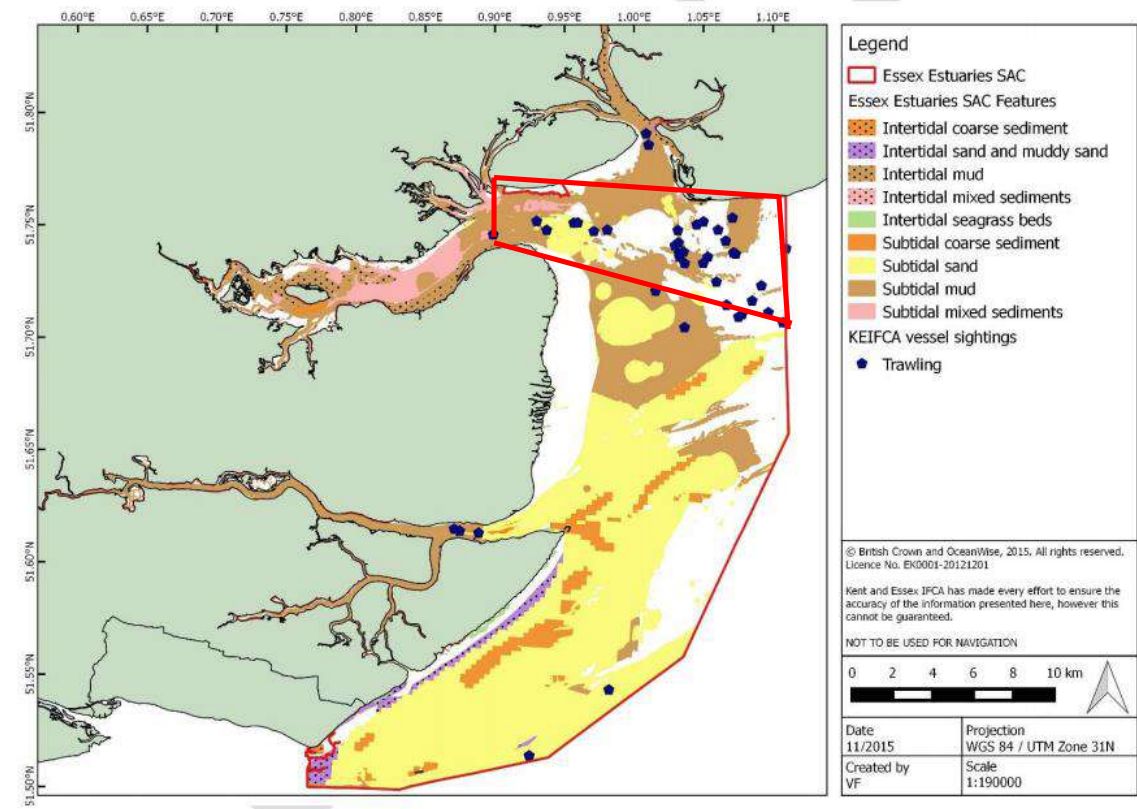 0.60°E 0.65°E 0.70°E 0.75°E 0.80°E 0.85°E 0.90°E 0.95°E 1.00°E 1.05°E 1.10°E
51.80°N
51.75°N
51.70°N
51.65°N
51.60°N
51.55°N
51.50°N
Legend
Essex Estuaries SAC
Essex Estuaries SAC Features
Intertidal coarse sediment
Intertidal sand and muddy sand
Intertidal mud
Intertidal mixed sediments
Intertidal seagrass beds
Subtidal coarse sediment
Subtidal sand
Subtidal mud
Subtidal mixed sediments
KEIFCA vessel sightings
Trawling
© British Crown and OceanWise, 2015. All rights reserved.
Licence No. EK0001-20121201
Kent and Essex IFCA has made every effort to ensure the
accuracy of the information presented here, however this
cannot be guaranteed.
NOT TO BE USED FOR NAVIGATION
0 2 4 6 8 10 km
Date
11/2015
Projection
WGS 84 / UTM Zone 31N
Created by
VF
Scale
1:190000